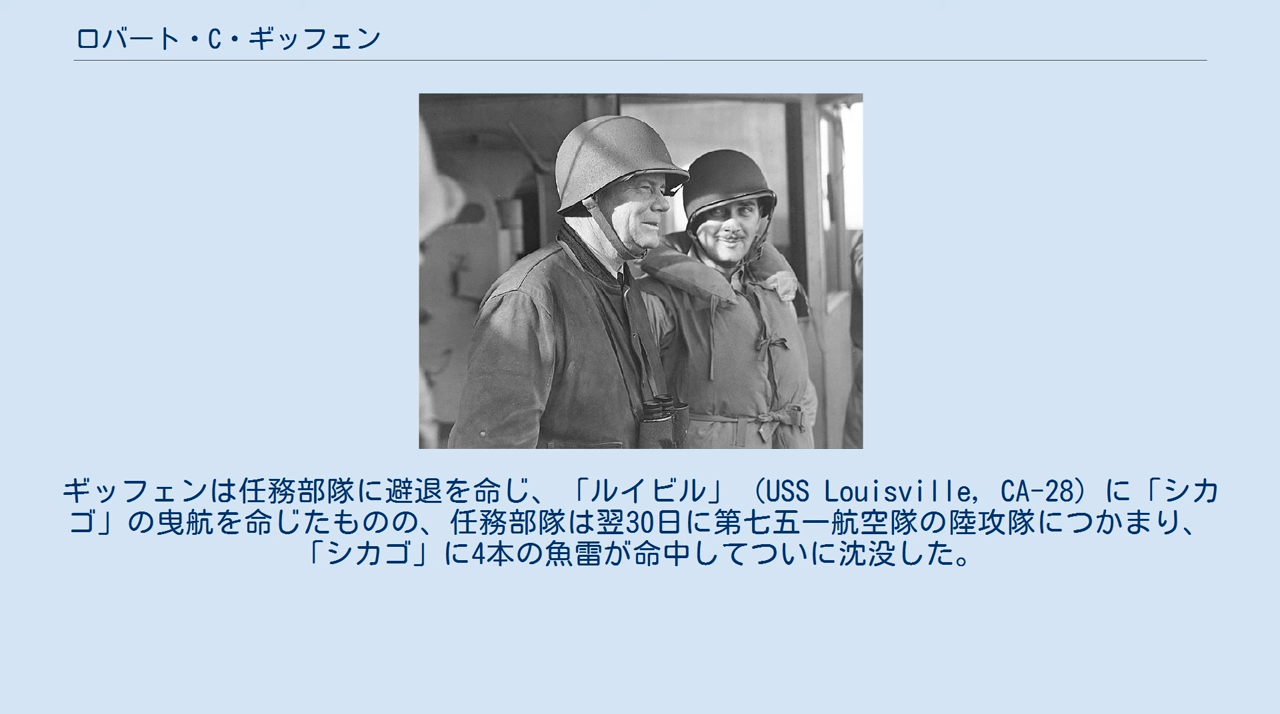 ロバート・C・ギッフェン
ギッフェンは任務部隊に避退を命じ、「ルイビル」（USS Louisville, CA-28）に「シカ
ゴ」の曳航を命じたものの、任務部隊は翌30日に第七五一航空隊の陸攻隊につかまり、
「シカゴ」に4本の魚雷が命中してついに沈没した。